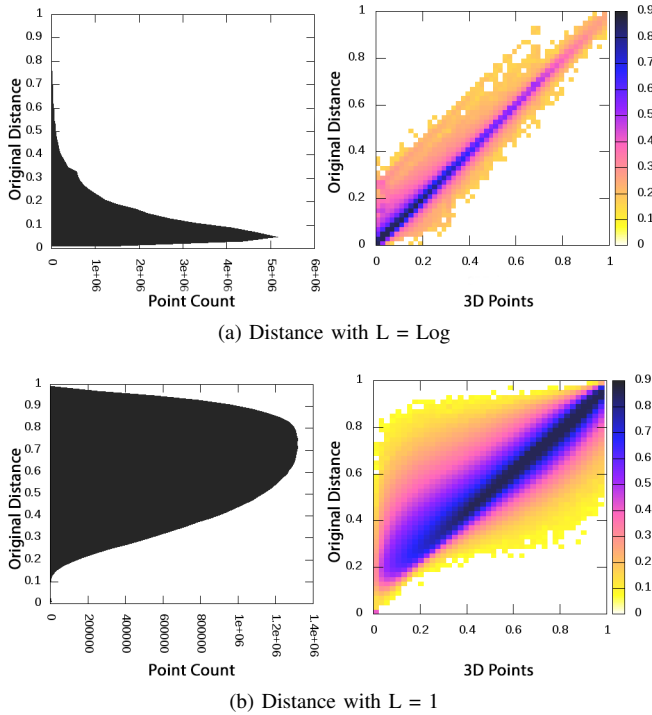 1
0.9
0.8
0.7
0.6
0.5
0.4
0.3
0.2
0.1
0
Original Distance
0
1e+06
2e+06
3e+06
4e+06
5e+06
6e+06
Point Count
1
0.8
0.6
0.4
0.2
0
Original Distance
0 0.2 0.4 0.6 0.8 1
3D Points
0.9
0.8
0.7
0.6
0.5
0.4
0.3
0.2
0.1
0
(a) Distance with L = Log
1
0.9
0.8
0.7
0.6
0.5
0.4
0.3
0.2
0.1
0
Original Distance
0
200000
400000
600000
800000
1e+06
1.2e+06
1.4e+06
Point Count
1
0.8
0.6
0.4
0.2
0
Original Distance
0 0.2 0.4 0.6 0.8 1
3D Points
0.9
0.8
0.7
0.6
0.5
0.4
0.3
0.2
0.1
0
(b) Distance with L = 1